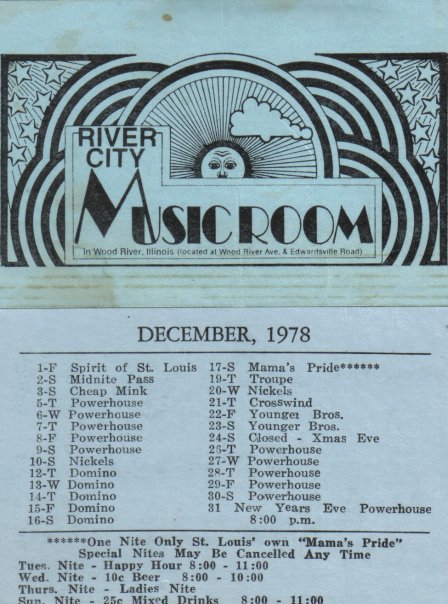 RIVER
CITY
MUSIC ROOM
in Wood River, Illinois (located at Wood River Ave. & Edwardsville Road)
DECEMBER, 1978
1-F Spirit of St. Louis
2-S Midnite Pass
3-S Cheap Mink
5-T Powerhouse
6-W Powerhouse
7-T Powerhouse
8-F Powerhouse
9-S Powerhouse
10-S Nickels
12-T Domino
13-W Domino
14-T Domino
15-F Domino
16-S Domino
17-S Mama's Pride******
19-T Troupe
20-W Nickels
21-T Crosswind
22-F Younger Bros.
23-S Younger Bros.
24-S Closed - Xmas Eve
26-T Powerhouse
27-W Powerhouse
28-T Powerhouse
29-F Powerhouse
30-S Powerhouse
31 New Years Eve Powerhouse
8:00 p.m.
******One Nite Only St. Louis' own "Mama's Pride"
Special Nites May Be Cancelled Any Time
Tues. Nite - Happy Hour 8:00 - 11:00
Wed. Nite - 10c Beer 8:00 - 10:00
Thurs. Nite - Ladies Nite
Sun. Nite - 25c Mixed Drinks 8:00 - 11:00